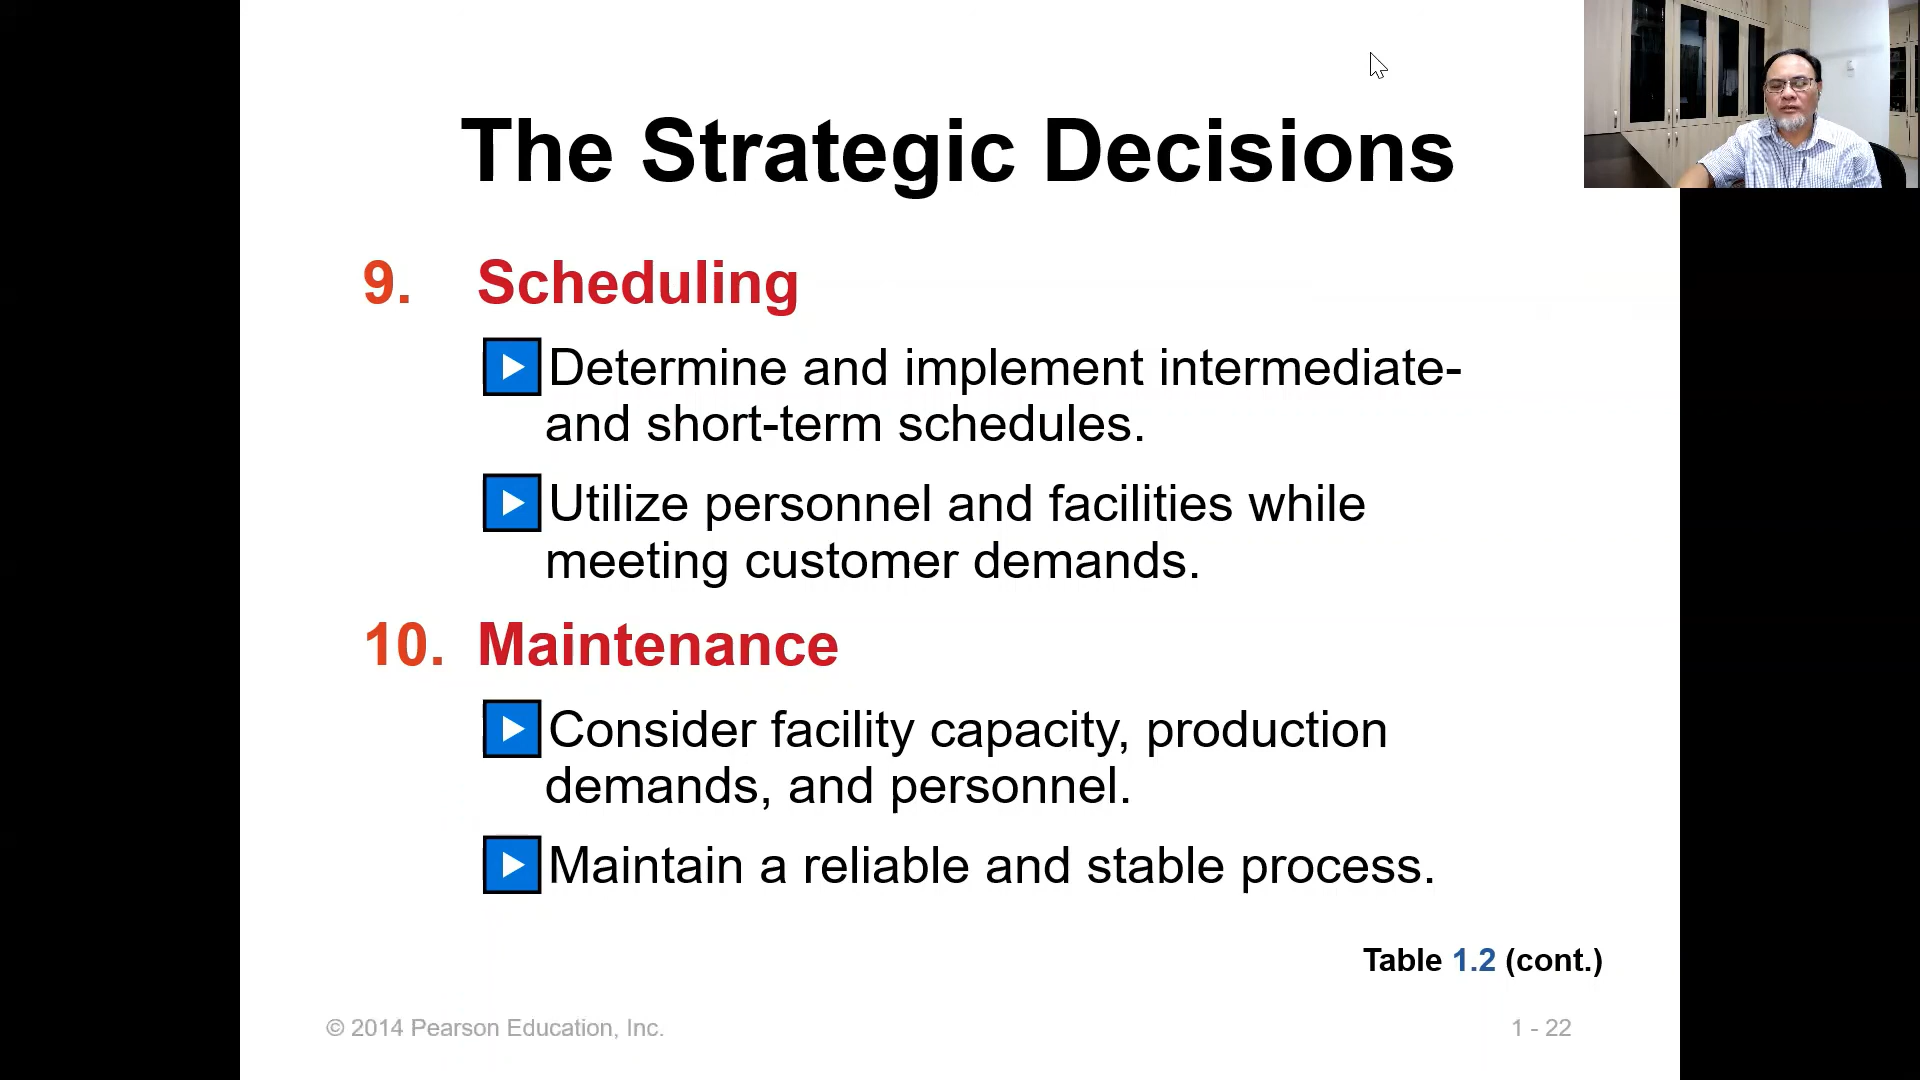 The Strategic Decisions
9. Scheduling
Determine and implement intermediate-
and short-term schedules.
Utilize personnel and facilities while
meeting customer demands.
10. Maintenance
Consider facility capacity, production
demands, and personnel.
Maintain a reliable and stable process.
Table 1.2 (cont.)
© 2014 Pearson Education, Inc.
1 - 22